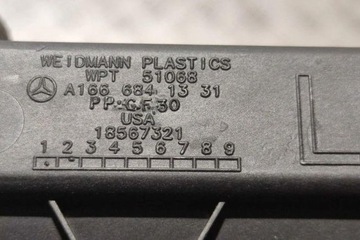 WEIDMANN PLASTICS
WPT 51068
A166 684 13 31
PP-GF30
USA
18567321
1 2 3 4 5 6 7 8 9